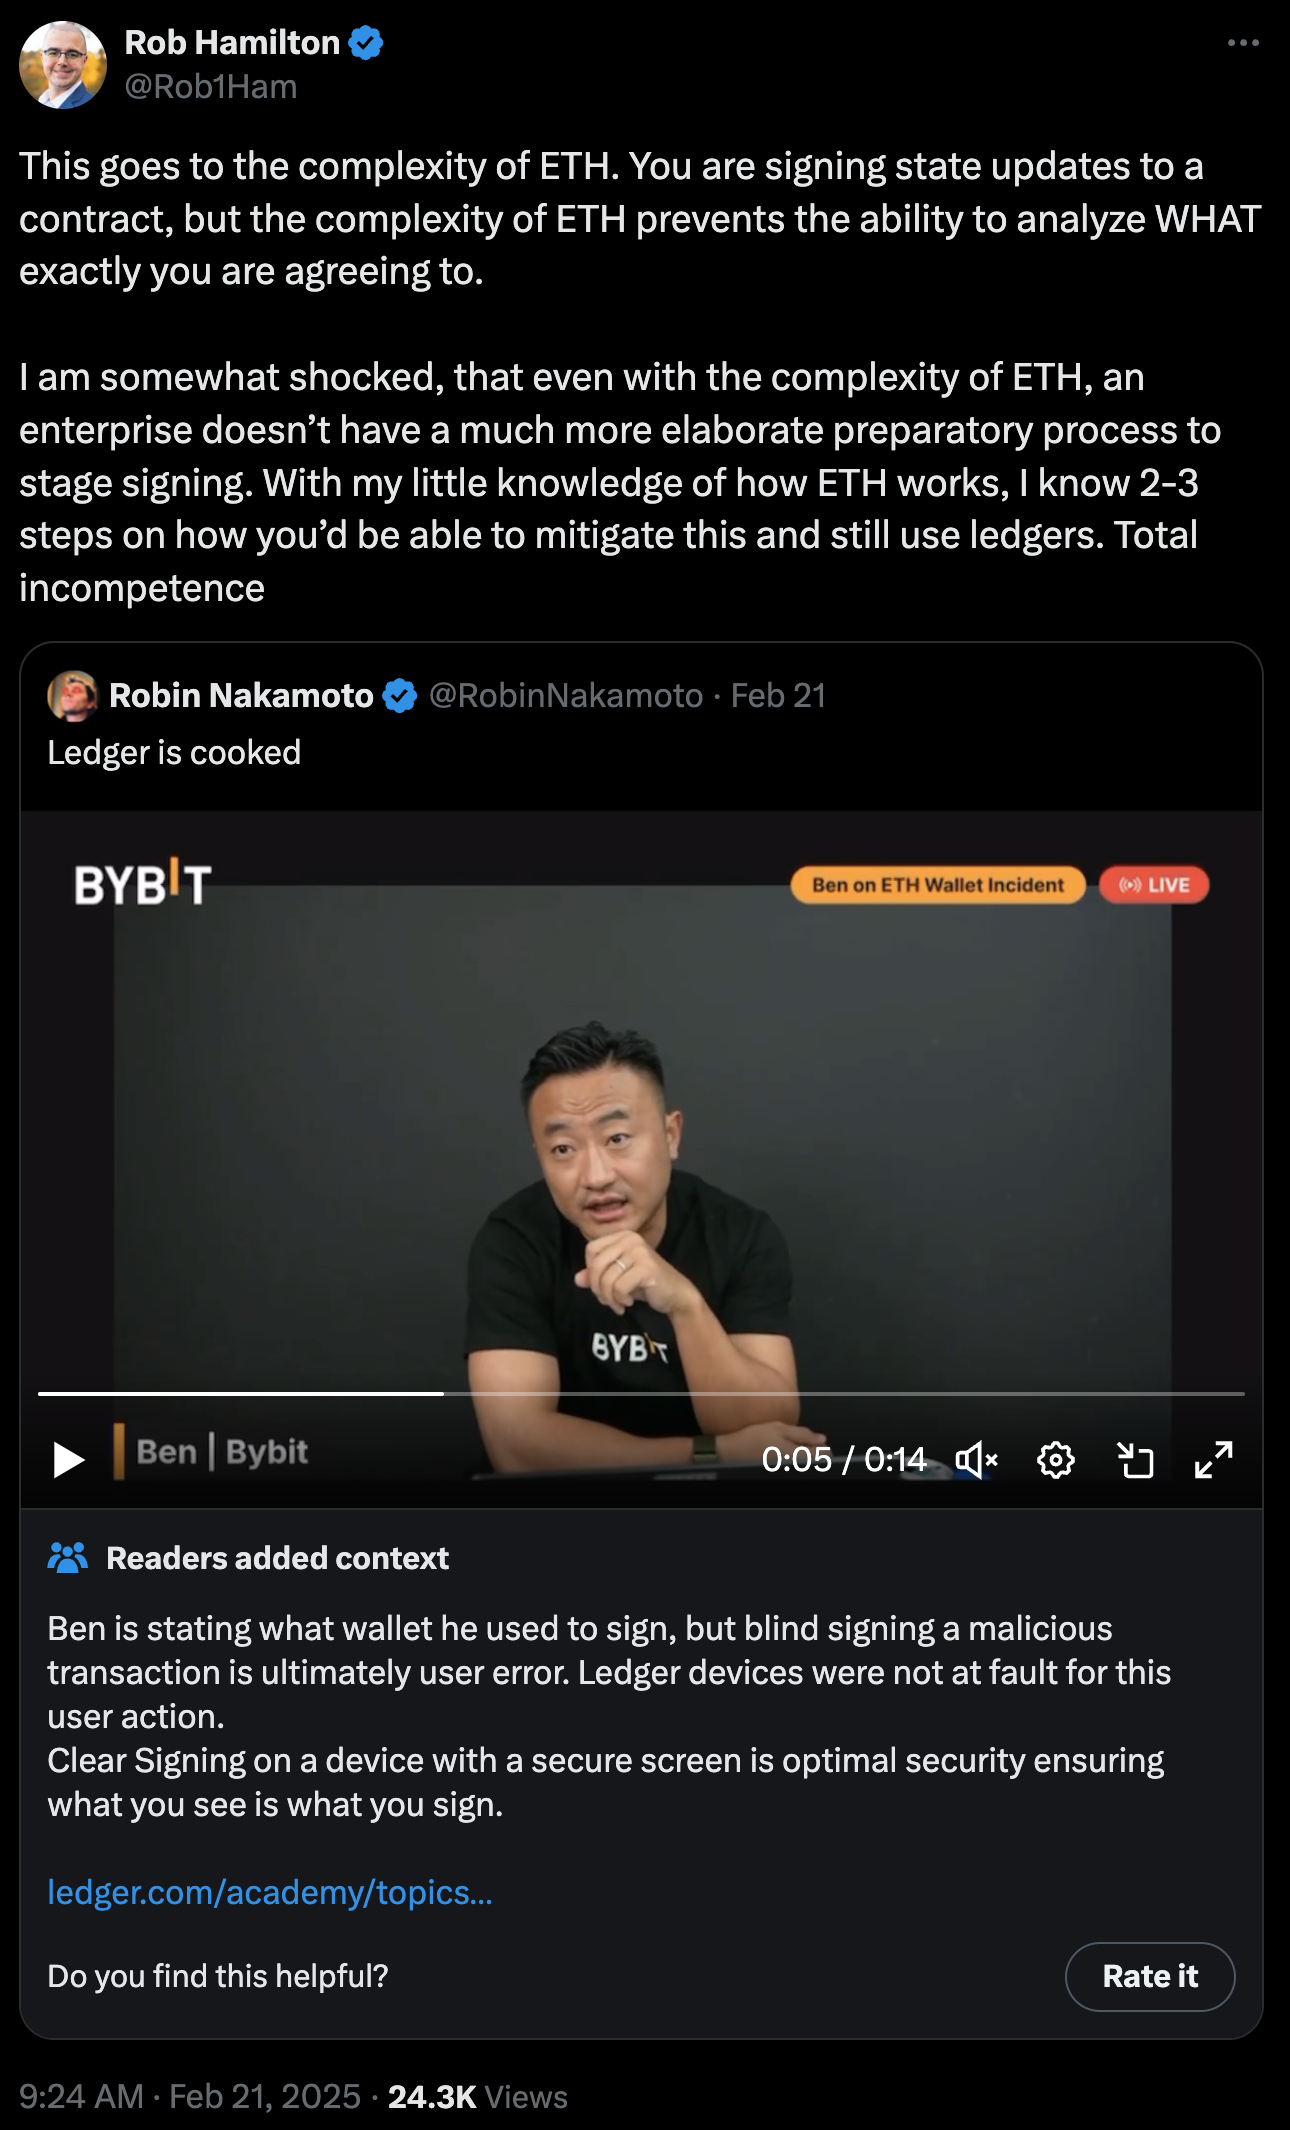 Rob Hamilton
@Rob1Ham
This goes to the complexity of ETH. You are signing state updates to a
contract, but the complexity of ETH prevents the ability to analyze WHAT
exactly you are agreeing to.
I am somewhat shocked, that even with the complexity of ETH, an
enterprise doesn’t have a much more elaborate preparatory process to
stage signing. With my little knowledge of how ETH works, I know 2-3
steps on how you’d be able to mitigate this and still use ledgers. Total
incompetence
Robin Nakamoto @RobinNakamoto · Feb 21
Ledger is cooked
BYBIT
Ben on ETH Wallet Incident
LIVE
BYBIT
Ben | Bybit
0:05 / 0:14
Readers added context
Ben is stating what wallet he used to sign, but blind signing a malicious
transaction is ultimately user error. Ledger devices were not at fault for this
user action.
Clear Signing on a device with a secure screen is optimal security ensuring
what you see is what you sign.
ledger.com/academy/topics...
Do you find this helpful?
Rate it
9:24 AM · Feb 21, 2025 · 24.3K Views